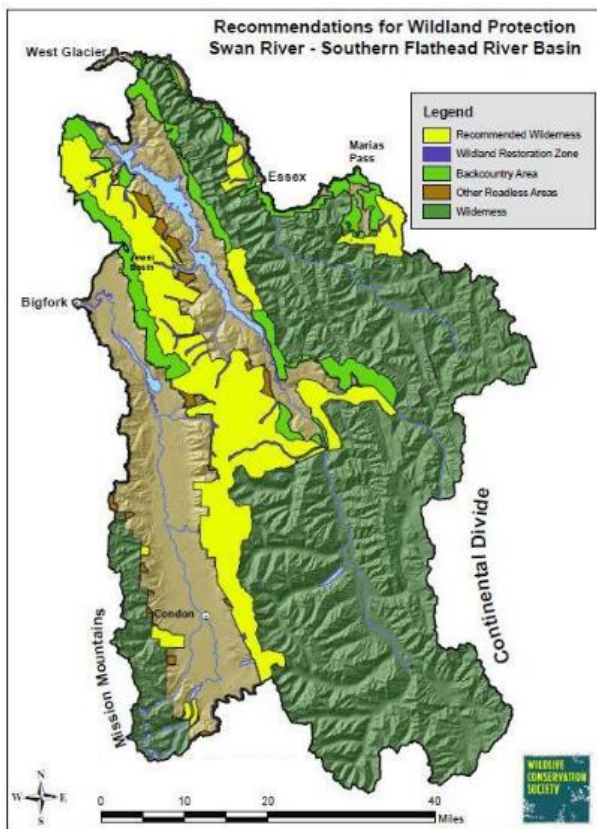 Recommendations for Wildland Protection
Swan River - Southern Flathead River Basin
West Glacier
Legend
Recommended Wilderness
Wildland Restoration Zone
Backcountry Area
Other Roadless Areas
Wilderness
Marias
Pass
Essex
Jewel
Basin
Bigfork
Continental Divide
Condon
Mission Mountains
WILDLIFE
CONSERVATION
SOCIETY
N
W
E
S
0
10
20
40
Miles